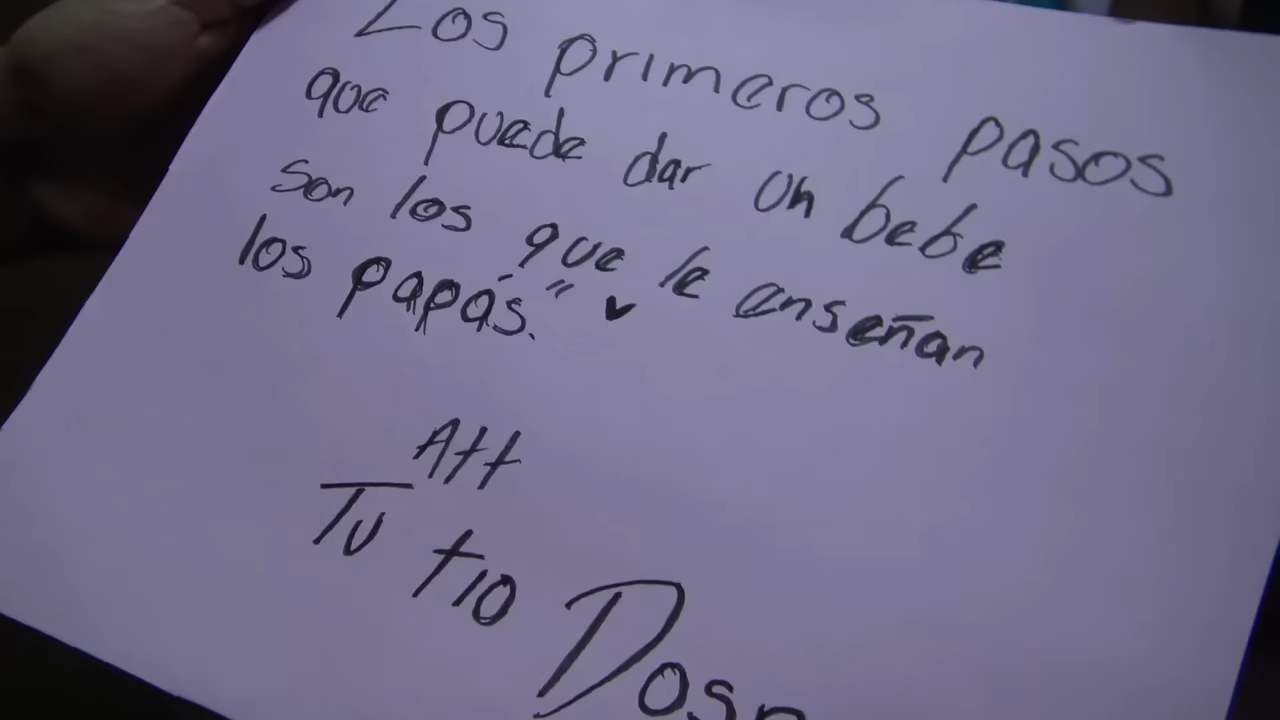 Los primeros pasos
que puede dar un bebe
son los que le enseñan
los papás."
Att
Tu tio